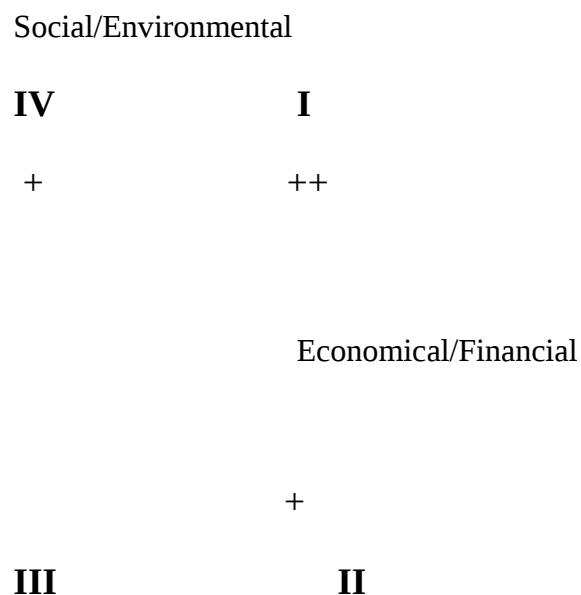 Social/Environmental
IV I
+ ++
Economical/Financial
+
III II